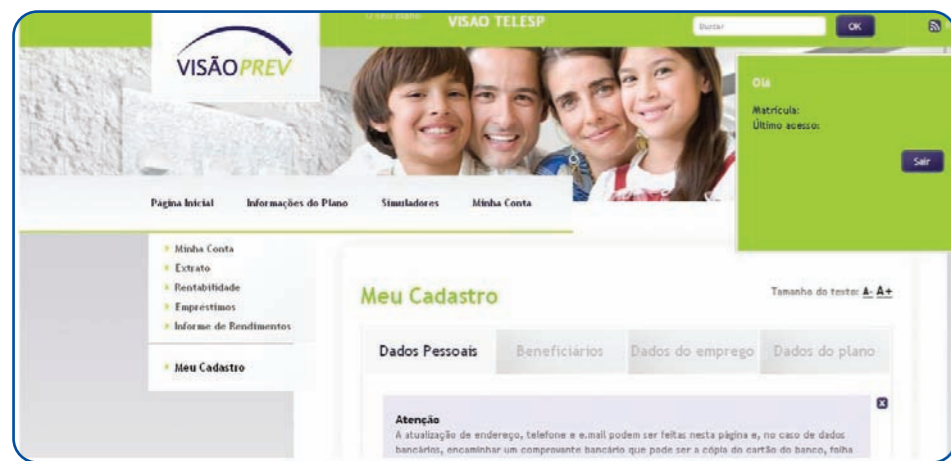 O seu plano VISÃO TELESP
Buscar OK
VISÃOPREV
Olá
Matrícula:
Último acesso:
Sair
Página Inicial Informações do Plano Simuladores Minha Conta
Minha Conta
Extrato
Rentabilidade
Empréstimos
Informe de Rendimentos
Meu Cadastro
Meu Cadastro
Tamanho do texto: A- A+
Dados Pessoais Beneficiários Dados do emprego Dados do plano
x
Atenção
A atualização de endereço, telefone e e.mail podem ser feitas nesta página e, no caso de dados
bancários, encaminhar um comprovante bancário que pode ser a cópia do cartão do banco, folha